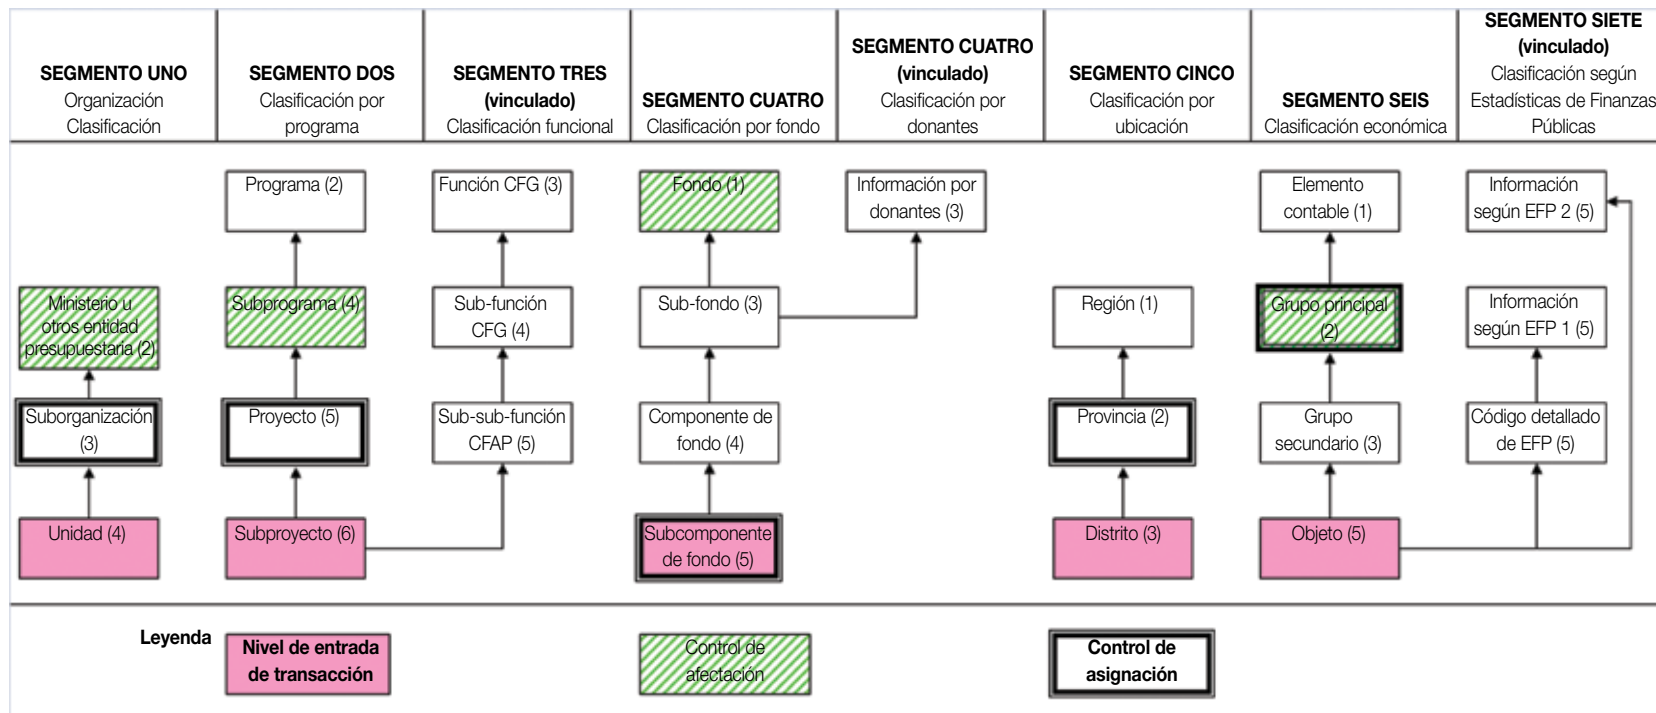 SEGMENTO UNO
Organización
Clasificación
SEGMENTO DOS
Clasificación por
programa
SEGMENTO TRES
(vinculado)
Clasificación funcional
SEGMENTO CUATRO
Clasificación por fondo
SEGMENTO CUATRO
(vinculado)
Clasificación por
donantes
SEGMENTO CINCO
Clasificación por
ubicación
SEGMENTO SEIS
Clasificación económica
SEGMENTO SIETE
(vinculado)
Clasificación según
Estadísticas de Finanzas
Públicas
Programa (2)
Función CFG (3)
Fondo (1)
Información por
donantes (3)
Elemento
contable (1)
Información
según EFP 2 (5)
Ministerio u
otros entidad
presupuestaria (2)
Subprograma (4)
Sub-función
CFG (4)
Sub-fondo (3)
Región (1)
Grupo principal
(2)
Información
según EFP 1 (5)
Suborganización
(3)
Proyecto (5)
Sub-sub-función
CFAP (5)
Componente de
fondo (4)
Provincia (2)
Grupo
secundario (3)
Código detallado
de EFP (5)
Unidad (4)
Subproyecto (6)
Subcomponente
de fondo (5)
Distrito (3)
Objeto (5)
Leyenda
Nivel de entrada
de transacción
Control de
afectación
Control de
asignación